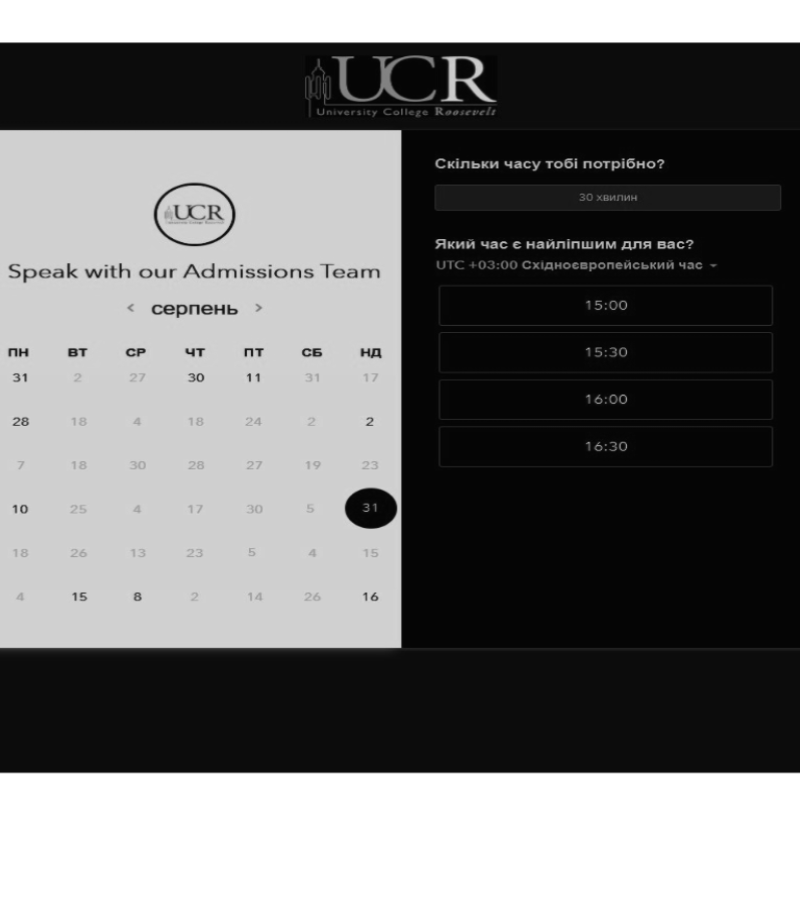 UCR
University College Roosevelt
UCR
Speak with our Admissions Team
< серпень >
ПН ВТ СР ЧТ ПТ СБ НД
31 2 27 30 11 31 17
28 18 4 18 24 2 2
7 18 30 28 27 19 23
10 25 4 17 30 5 31
18 26 13 23 5 4 15
4 15 8 2 14 26 16
Скільки часу тобі потрібно?
30 хвилин
Який час є найліпшим для вас?
UTC +03:00 Східноєвропейський час
15:00
15:30
16:00
16:30